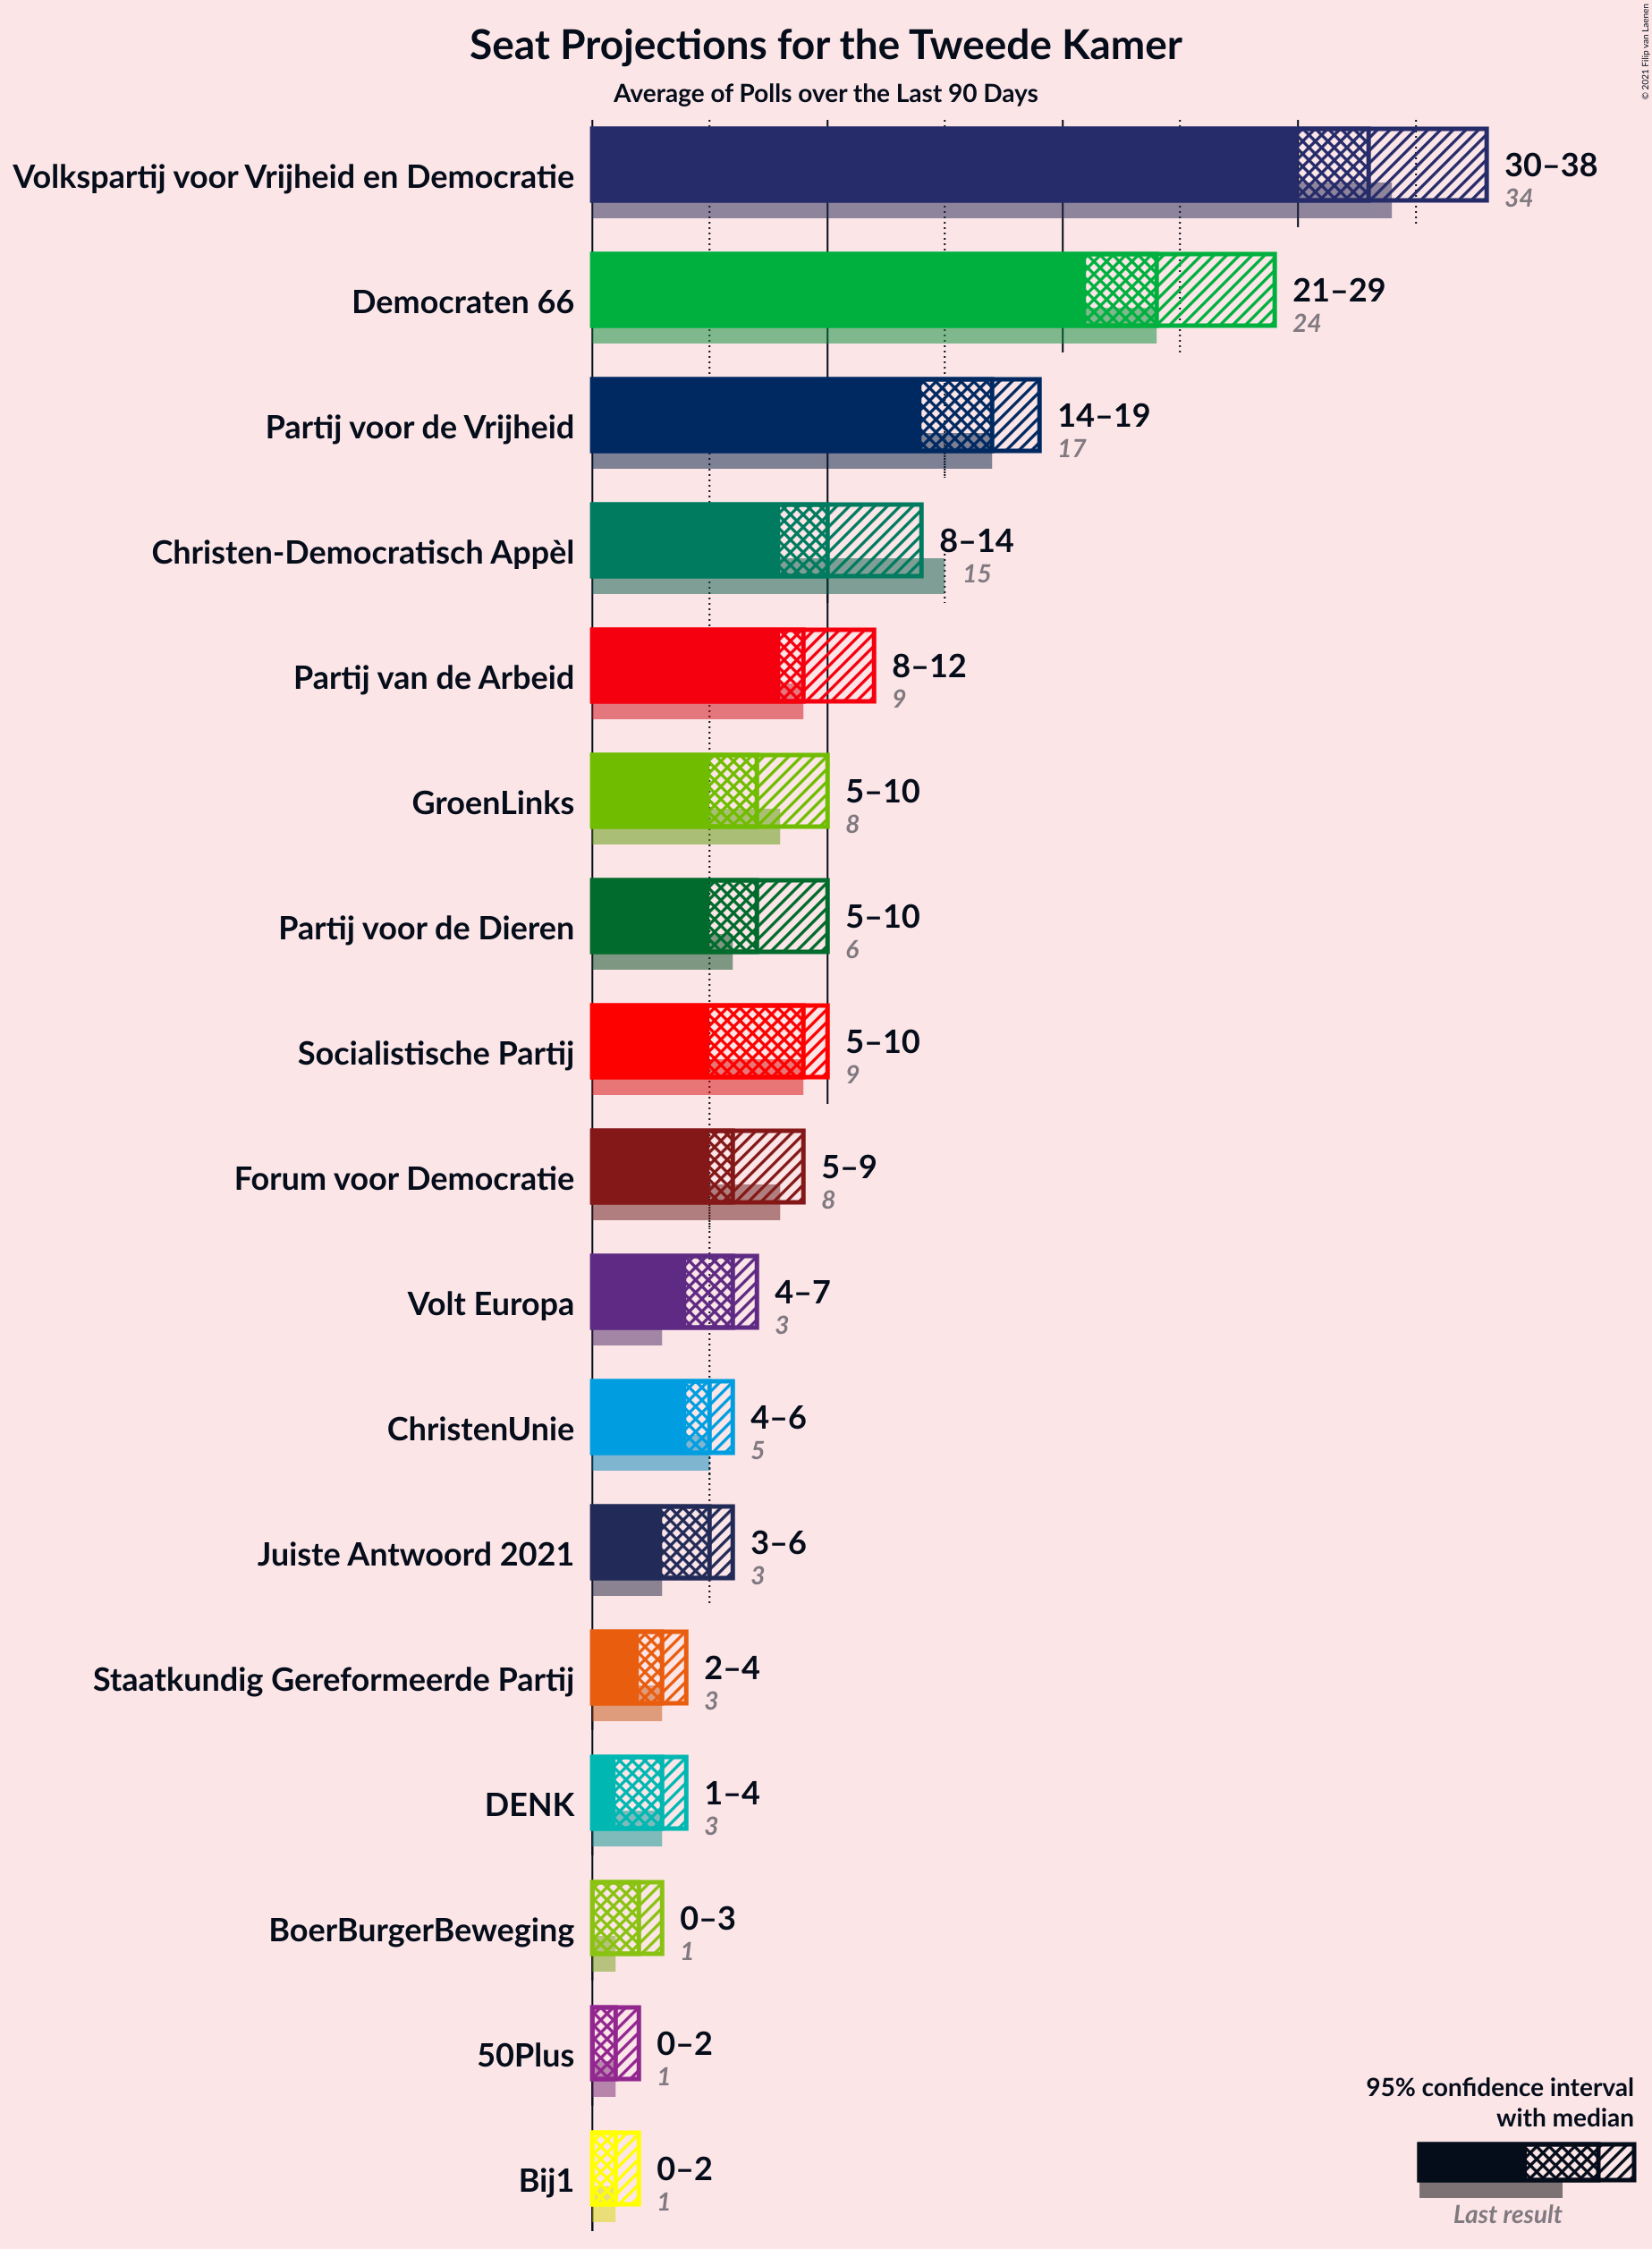 Seat Projections for the Tweede Kamer
Average of Polls over the Last 90 Days
© 2021 Filip van Laenen
Volkspartij voor Vrijheid en Democratie
30–38
34
Democraten 66
21–29
24
Partij voor de Vrijheid
14–19
17
Christen-Democratisch Appèl
8–14
15
Partij van de Arbeid
8–12
9
GroenLinks
5–10
8
Partij voor de Dieren
5–10
6
Socialistische Partij
5–10
9
Forum voor Democratie
5–9
8
Volt Europa
4–7
3
ChristenUnie
4–6
5
Juiste Antwoord 2021
3–6
3
Staatkundig Gereformeerde Partij
2–4
3
DENK
1–4
3
BoerBurgerBeweging
0–3
1
50Plus
0–2
1
Bij1
0–2
1
95% confidence interval
with median
Last result